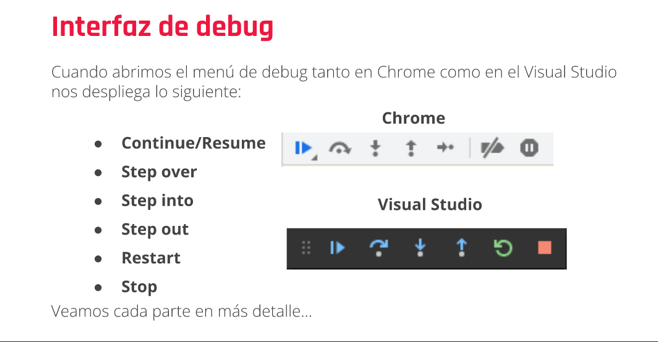 Interfaz de debug
Cuando abrimos el menú de debug tanto en Chrome como en el Visual Studio
nos despliega lo siguiente:
Chrome
● Continue/Resume
● Step over
● Step into
● Step out
● Restart
● Stop
Visual Studio
Veamos cada parte en más detalle...